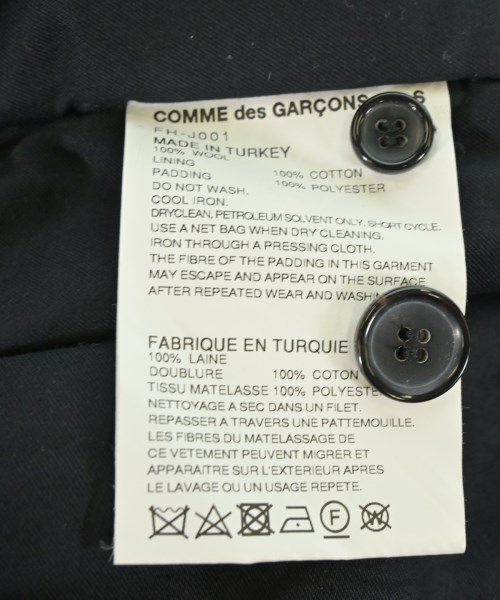 COMME des GARÇONS S
FH-J001
MADE IN TURKEY
100% WOOL
LINING 100% COTTON
PADDING 100% POLYESTER
DO NOT WASH.
COOL IRON.
DRYCLEAN, PETROLEUM SOLVENT ONLY, SHORT CYCLE.
USE A NET BAG WHEN DRY CLEANING.
IRON THROUGH A PRESSING CLOTH.
THE FIBRE OF THE PADDING IN THIS GARMENT
MAY ESCAPE AND APPEAR ON THE SURFACE
AFTER REPEATED WEAR AND WASHIN
FABRIQUE EN TURQUIE
100% LAINE
DOUBLURE 100% COTON
TISSU MATELASSE 100% POLYESTE
NETTOYAGE A SEC DANS UN FILET.
REPASSER A TRAVERS UNE PATTEMOUILLE.
LES FIBRES DU MATELASSAGE DE
CE VETEMENT PEUVENT MIGRER ET
APPARAITRE SUR L'EXTERIEUR APRES
LE LAVAGE OU UN USAGE REPETE.
F W